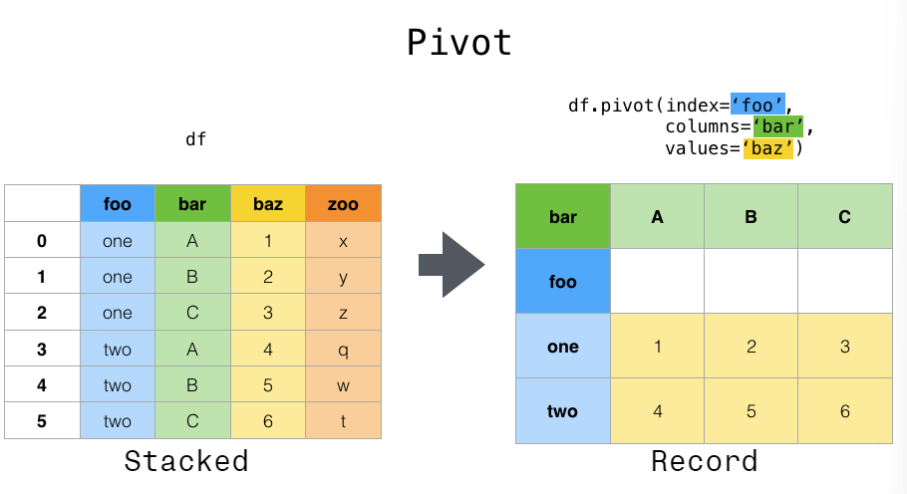 Pivot
df
foo bar baz zoo
0 one A 1 x
1 one B 2 y
2 one C 3 z
3 two A 4 q
4 two B 5 w
5 two C 6 t
Stacked
df.pivot(index=‘foo’,
columns=‘bar’,
values=‘baz’)
bar A B C
foo
one 1 2 3
two 4 5 6
Record